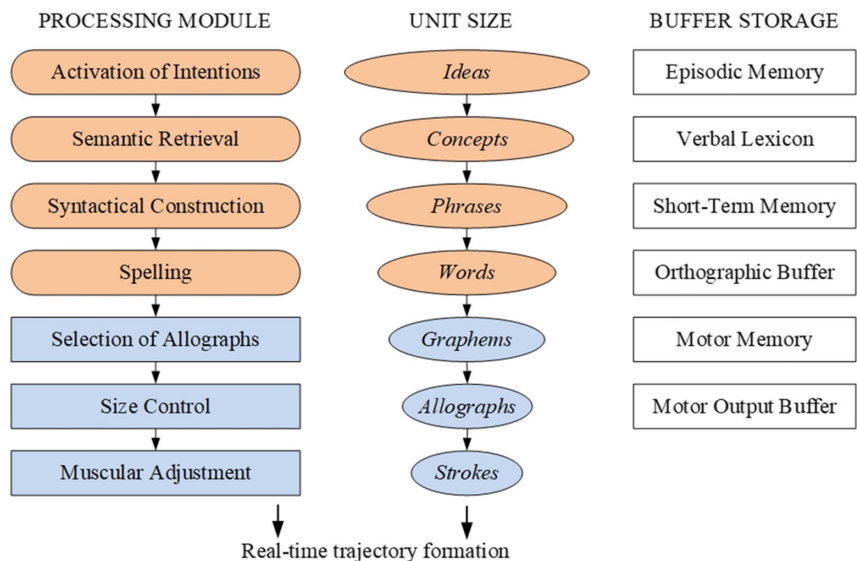 PROCESSING MODULE UNIT SIZE BUFFER STORAGE
Activation of Intentions Ideas Episodic Memory
Semantic Retrieval Concepts Verbal Lexicon
Syntactical Construction Phrases Short-Term Memory
Spelling Words Orthographic Buffer
Selection of Allographs Graphems Motor Memory
Size Control Allographs Motor Output Buffer
Muscular Adjustment Strokes
Real-time trajectory formation